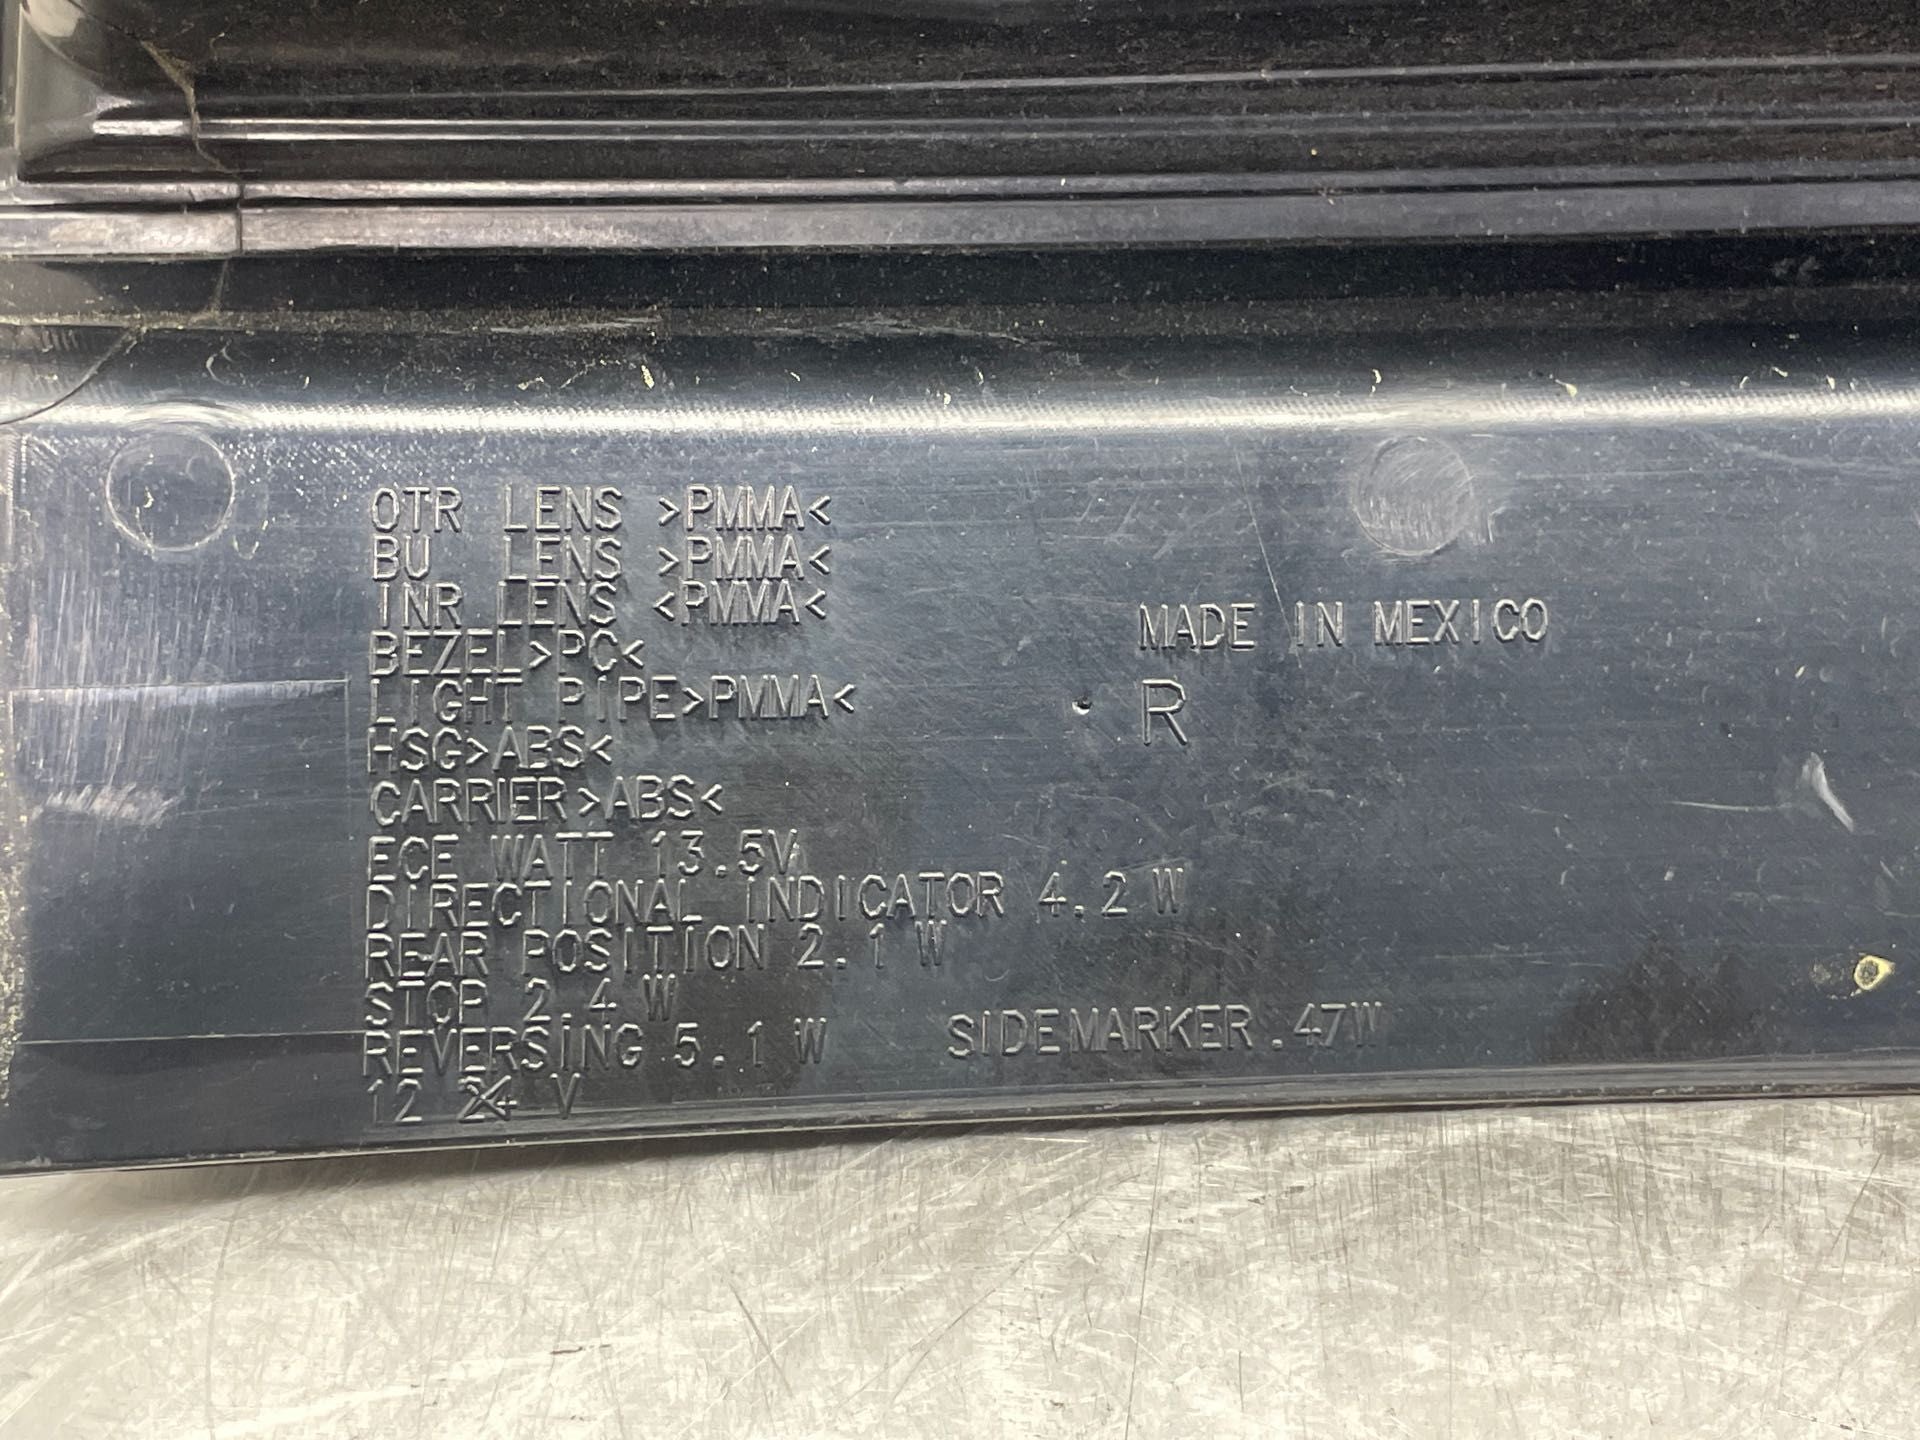 OTR LENS >PMMA<
BU LENS >PMMA<
INR LENS <PMMA<
BEZEL>PC<
LIGHT PIPE>PMMA<
HSG>ABS<
CARRIER>ABS<
ECE WATT 13.5V
DIRECTIONAL INDICATOR 4.2 W
REAR POSITION 2.1 W
STOP 2.4 W
REVERSING 5.1 W
12 24 V
MADE IN MEXICO
R
SIDEMARKER .47W